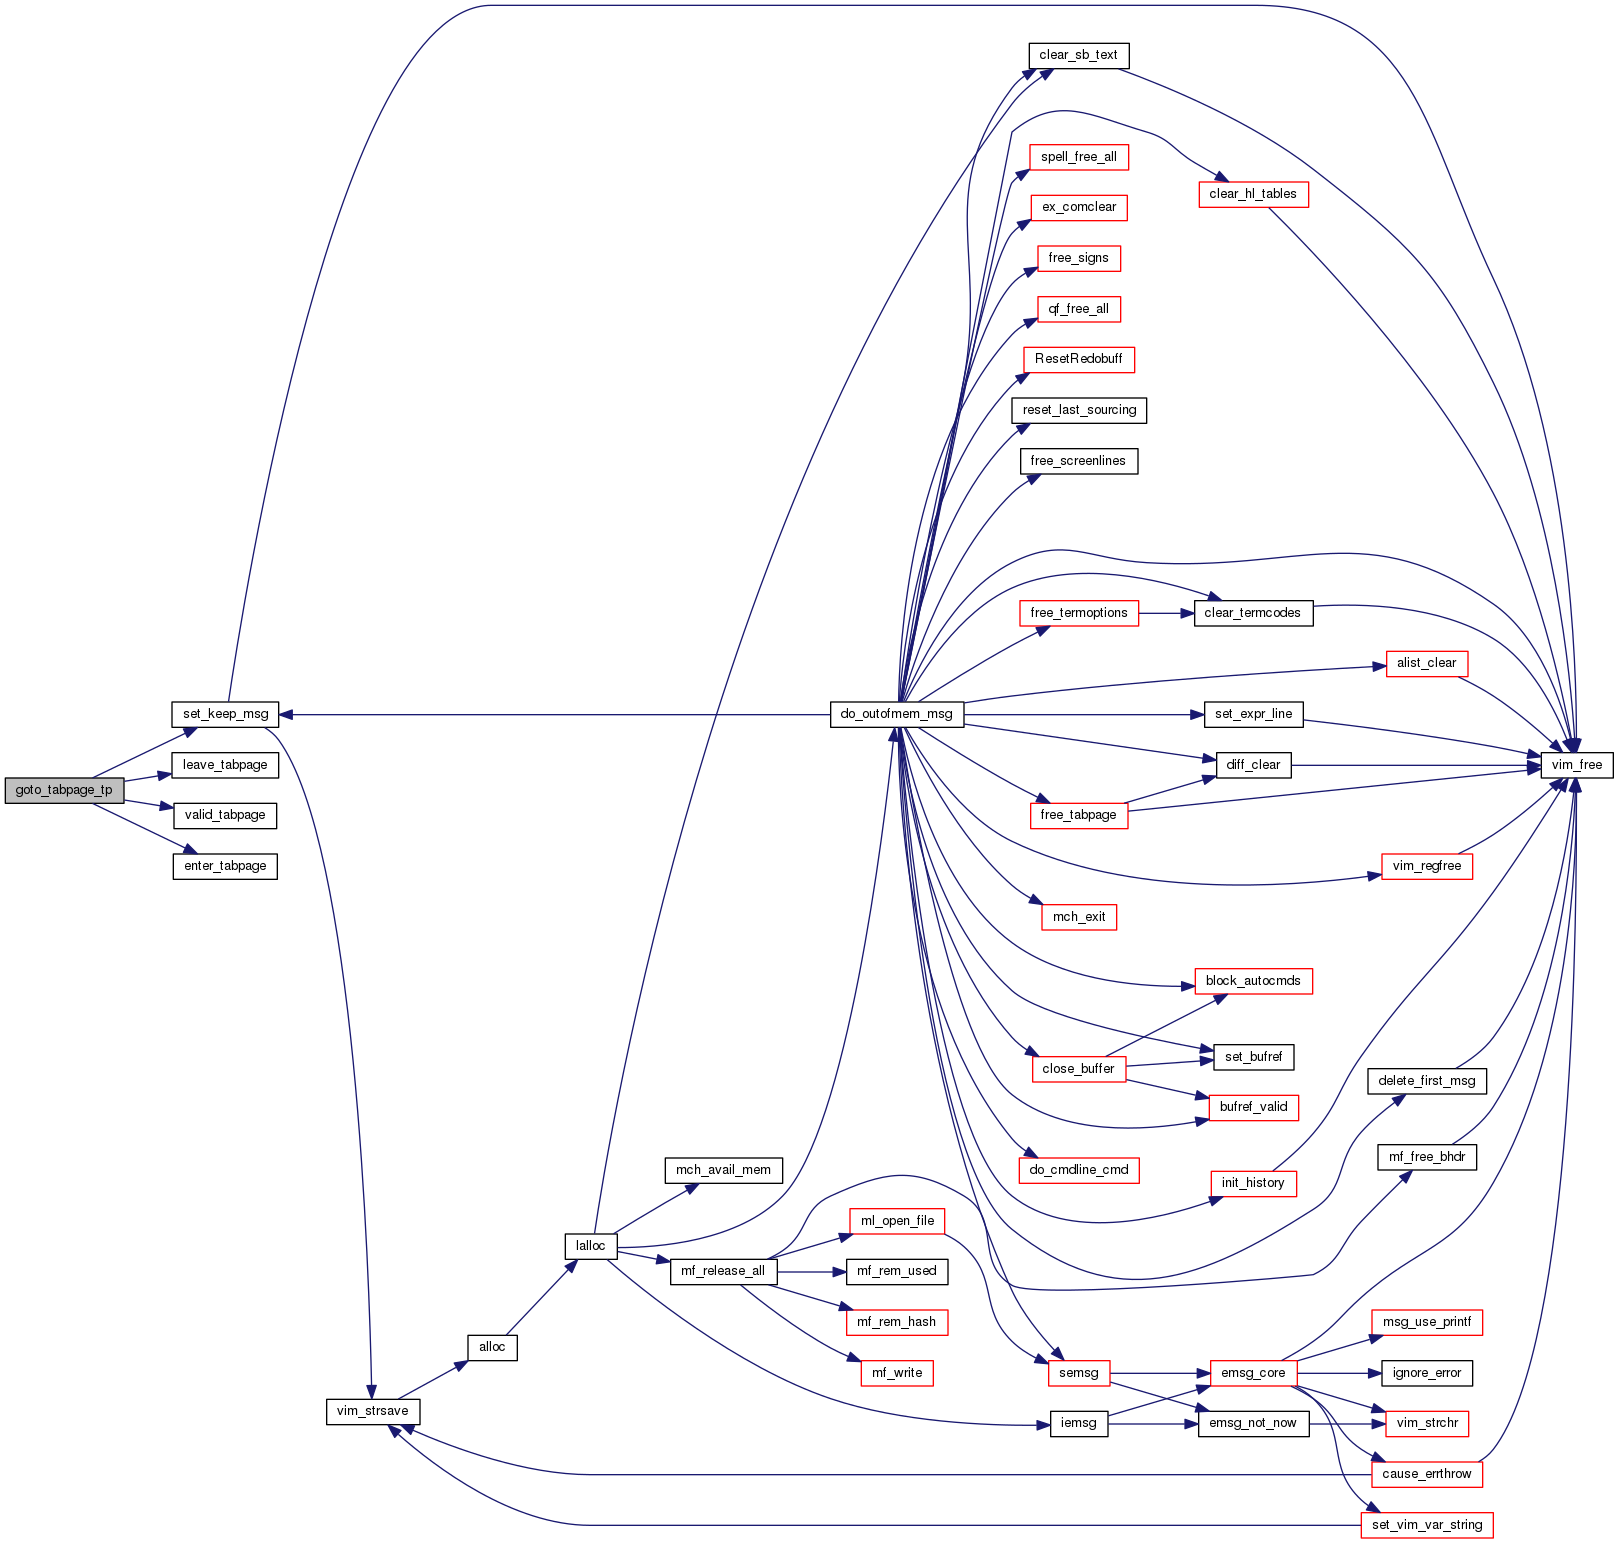 clear_sb_text
spell_free_all
clear_hl_tables
ex_comclear
free_signs
qf_free_all
ResetRedobuff
reset_last_sourcing
free_screenlines
free_termoptions
clear_termcodes
alist_clear
set_keep_msg
do_outofmem_msg
set_expr_line
leave_tabpage
diff_clear
vim_free
goto_tabpage_tp
valid_tabpage
free_tabpage
enter_tabpage
vim_regfree
mch_exit
block_autocmds
set_bufref
close_buffer
delete_first_msg
bufref_valid
mf_free_bhdr
mch_avail_mem
do_cmdline_cmd
init_history
ml_open_file
lalloc
mf_release_all
mf_rem_used
mf_rem_hash
msg_use_printf
alloc
mf_write
semsg
emsg_core
ignore_error
vim_strsave
iemsg
emsg_not_now
vim_strchr
cause_errthrow
set_vim_var_string